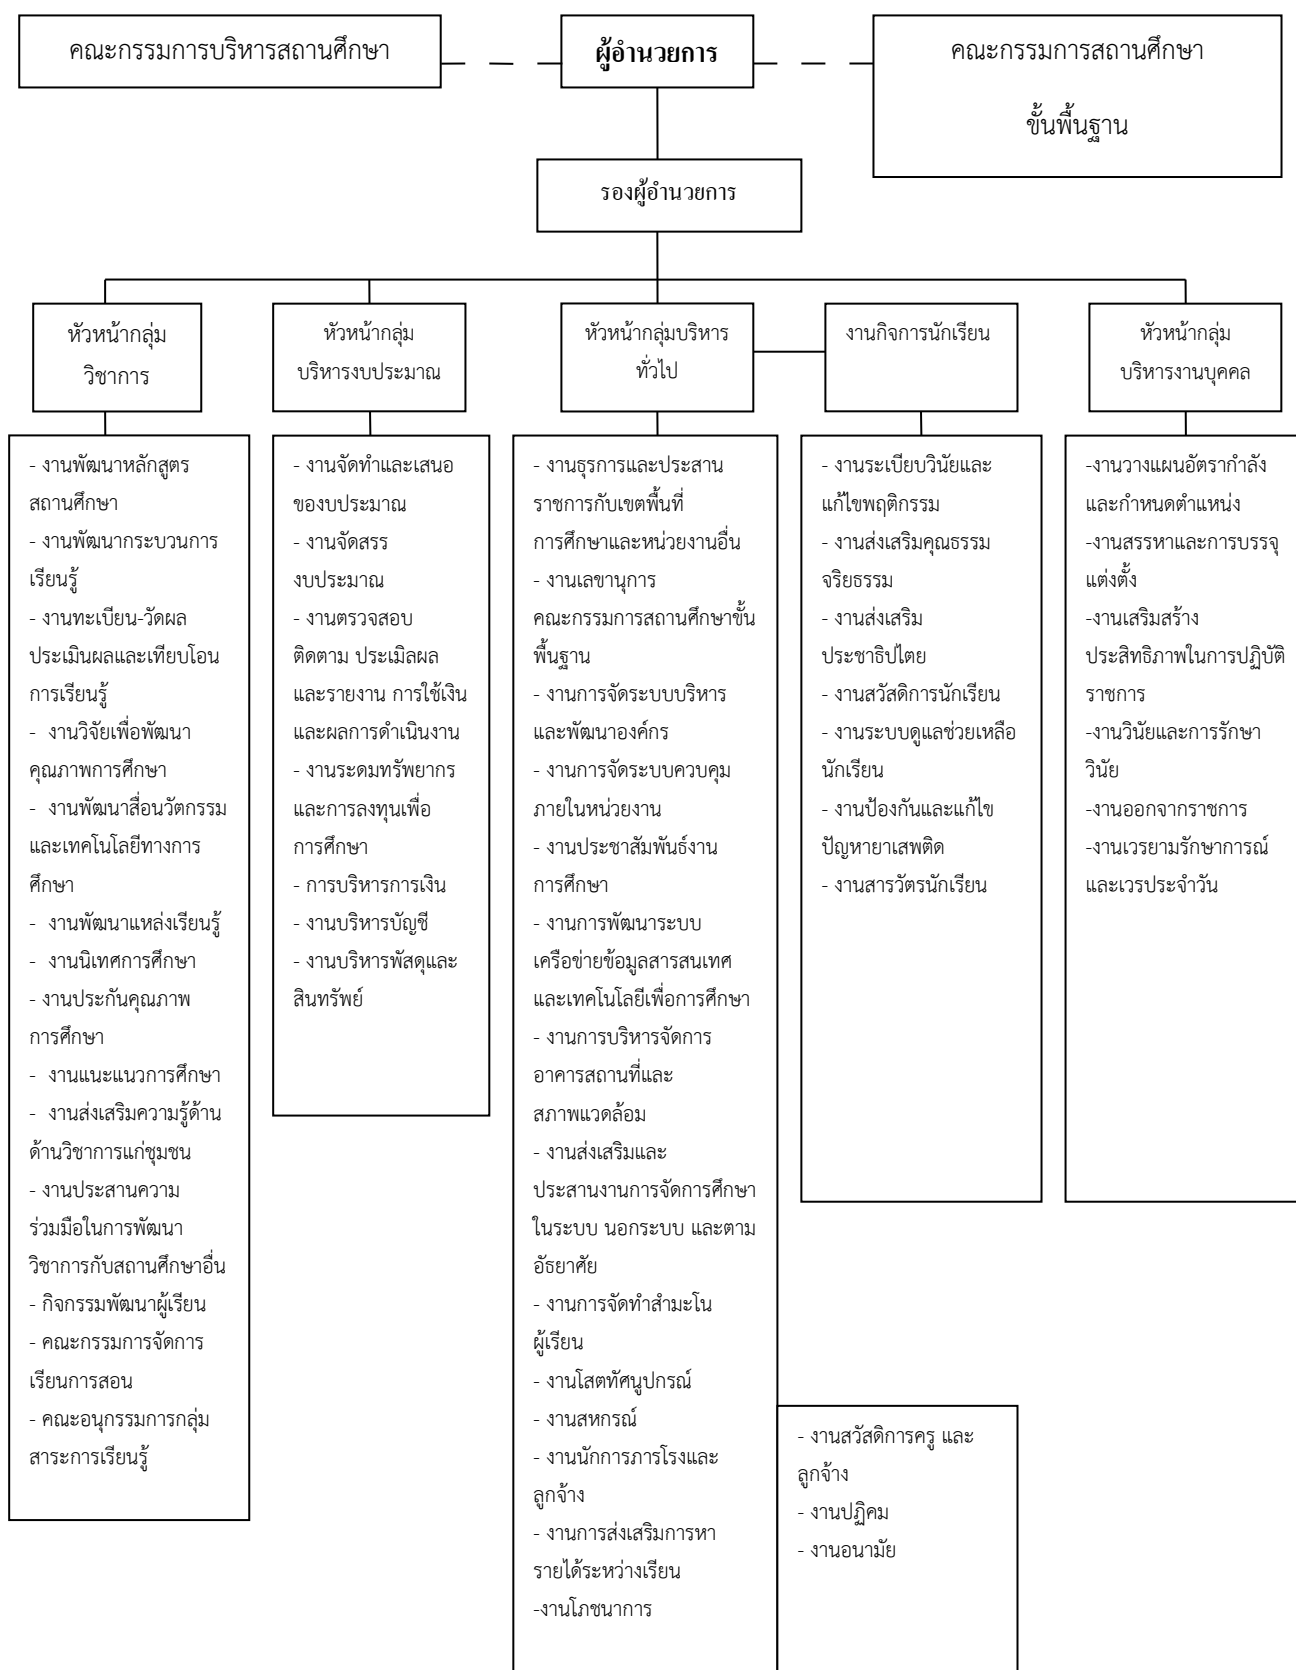 คณะกรรมการบริหารสถานศึกษา
ผู้อำนวยการ
คณะกรรมการสถานศึกษา
ขั้นพื้นฐาน
รองผู้อำนวยการ
หัวหน้ากลุ่ม
วิชาการ
หัวหน้ากลุ่ม
บริหารงบประมาณ
หัวหน้ากลุ่มบริหาร
ทั่วไป
งานกิจการนักเรียน
หัวหน้ากลุ่ม
บริหารงานบุคคล
- งานพัฒนาหลักสูตร
สถานศึกษา
- งานพัฒนากระบวนการ
เรียนรู้
- งานทะเบียน-วัดผล
ประเมินผลและเทียบโอน
การเรียนรู้
- งานวิจัยเพื่อพัฒนา
คุณภาพการศึกษา
- งานพัฒนาสื่อนวัตกรรม
และเทคโนโลยีทางการ
ศึกษา
- งานพัฒนาแหล่งเรียนรู้
- งานนิเทศการศึกษา
- งานประกันคุณภาพ
การศึกษา
- งานแนะแนวการศึกษา
- งานส่งเสริมความรู้ด้าน
ด้านวิชาการแก่ชุมชน
- งานประสานความ
ร่วมมือในการพัฒนา
วิชาการกับสถานศึกษาอื่น
- กิจกรรมพัฒนาผู้เรียน
- คณะกรรมการจัดการ
เรียนการสอน
- คณะอนุกรรมการกลุ่ม
สาระการเรียนรู้
- งานจัดทำและเสนอ
ของบประมาณ
- งานจัดสรร
งบประมาณ
- งานตรวจสอบ
ติดตาม ประเมิลผล
และรายงาน การใช้เงิน
และผลการดำเนินงาน
- งานระดมทรัพยากร
และการลงทุนเพื่อ
การศึกษา
- การบริหารการเงิน
- งานบริหารบัญชี
- งานบริหารพัสดุและ
สินทรัพย์
- งานธุรการและประสาน
ราชการกับเขตพื้นที่
การศึกษาและหน่วยงานอื่น
- งานเลขานุการ
คณะกรรมการสถานศึกษาขั้น
พื้นฐาน
- งานการจัดระบบบริหาร
และพัฒนาองค์กร
- งานการจัดระบบควบคุม
ภายในหน่วยงาน
- งานประชาสัมพันธ์งาน
การศึกษา
- งานการพัฒนาระบบ
เครือข่ายข้อมูลสารสนเทศ
และเทคโนโลยีเพื่อการศึกษา
- งานการบริหารจัดการ
อาคารสถานที่และ
สภาพแวดล้อม
- งานส่งเสริมและ
ประสานงานการจัดการศึกษา
ในระบบ นอกระบบ และตาม
อัธยาศัย
- งานการจัดทำสำมะโน
ผู้เรียน
- งานโสตทัศนูปกรณ์
- งานสหกรณ์
- งานนักการภารโรงและ
ลูกจ้าง
- งานการส่งเสริมการหา
รายได้ระหว่างเรียน
-งานโภชนาการ
- งานระเบียบวินัยและ
แก้ไขพฤติกรรม
- งานส่งเสริมคุณธรรม
จริยธรรม
- งานส่งเสริม
ประชาธิปไตย
- งานสวัสดิการนักเรียน
- งานระบบดูแลช่วยเหลือ
นักเรียน
- งานป้องกันและแก้ไข
ปัญหายาเสพติด
- งานสารวัตรนักเรียน
-งานวางแผนอัตรากำลัง
และกำหนดตำแหน่ง
-งานสรรหาและการบรรจุ
แต่งตั้ง
-งานเสริมสร้าง
ประสิทธิภาพในการปฏิบัติ
ราชการ
-งานวินัยและการรักษา
วินัย
-งานออกจากราชการ
-งานเวรยามรักษาการณ์
และเวรประจำวัน
- งานสวัสดิการครู และ
ลูกจ้าง
- งานปฏิคม
- งานอนามัย